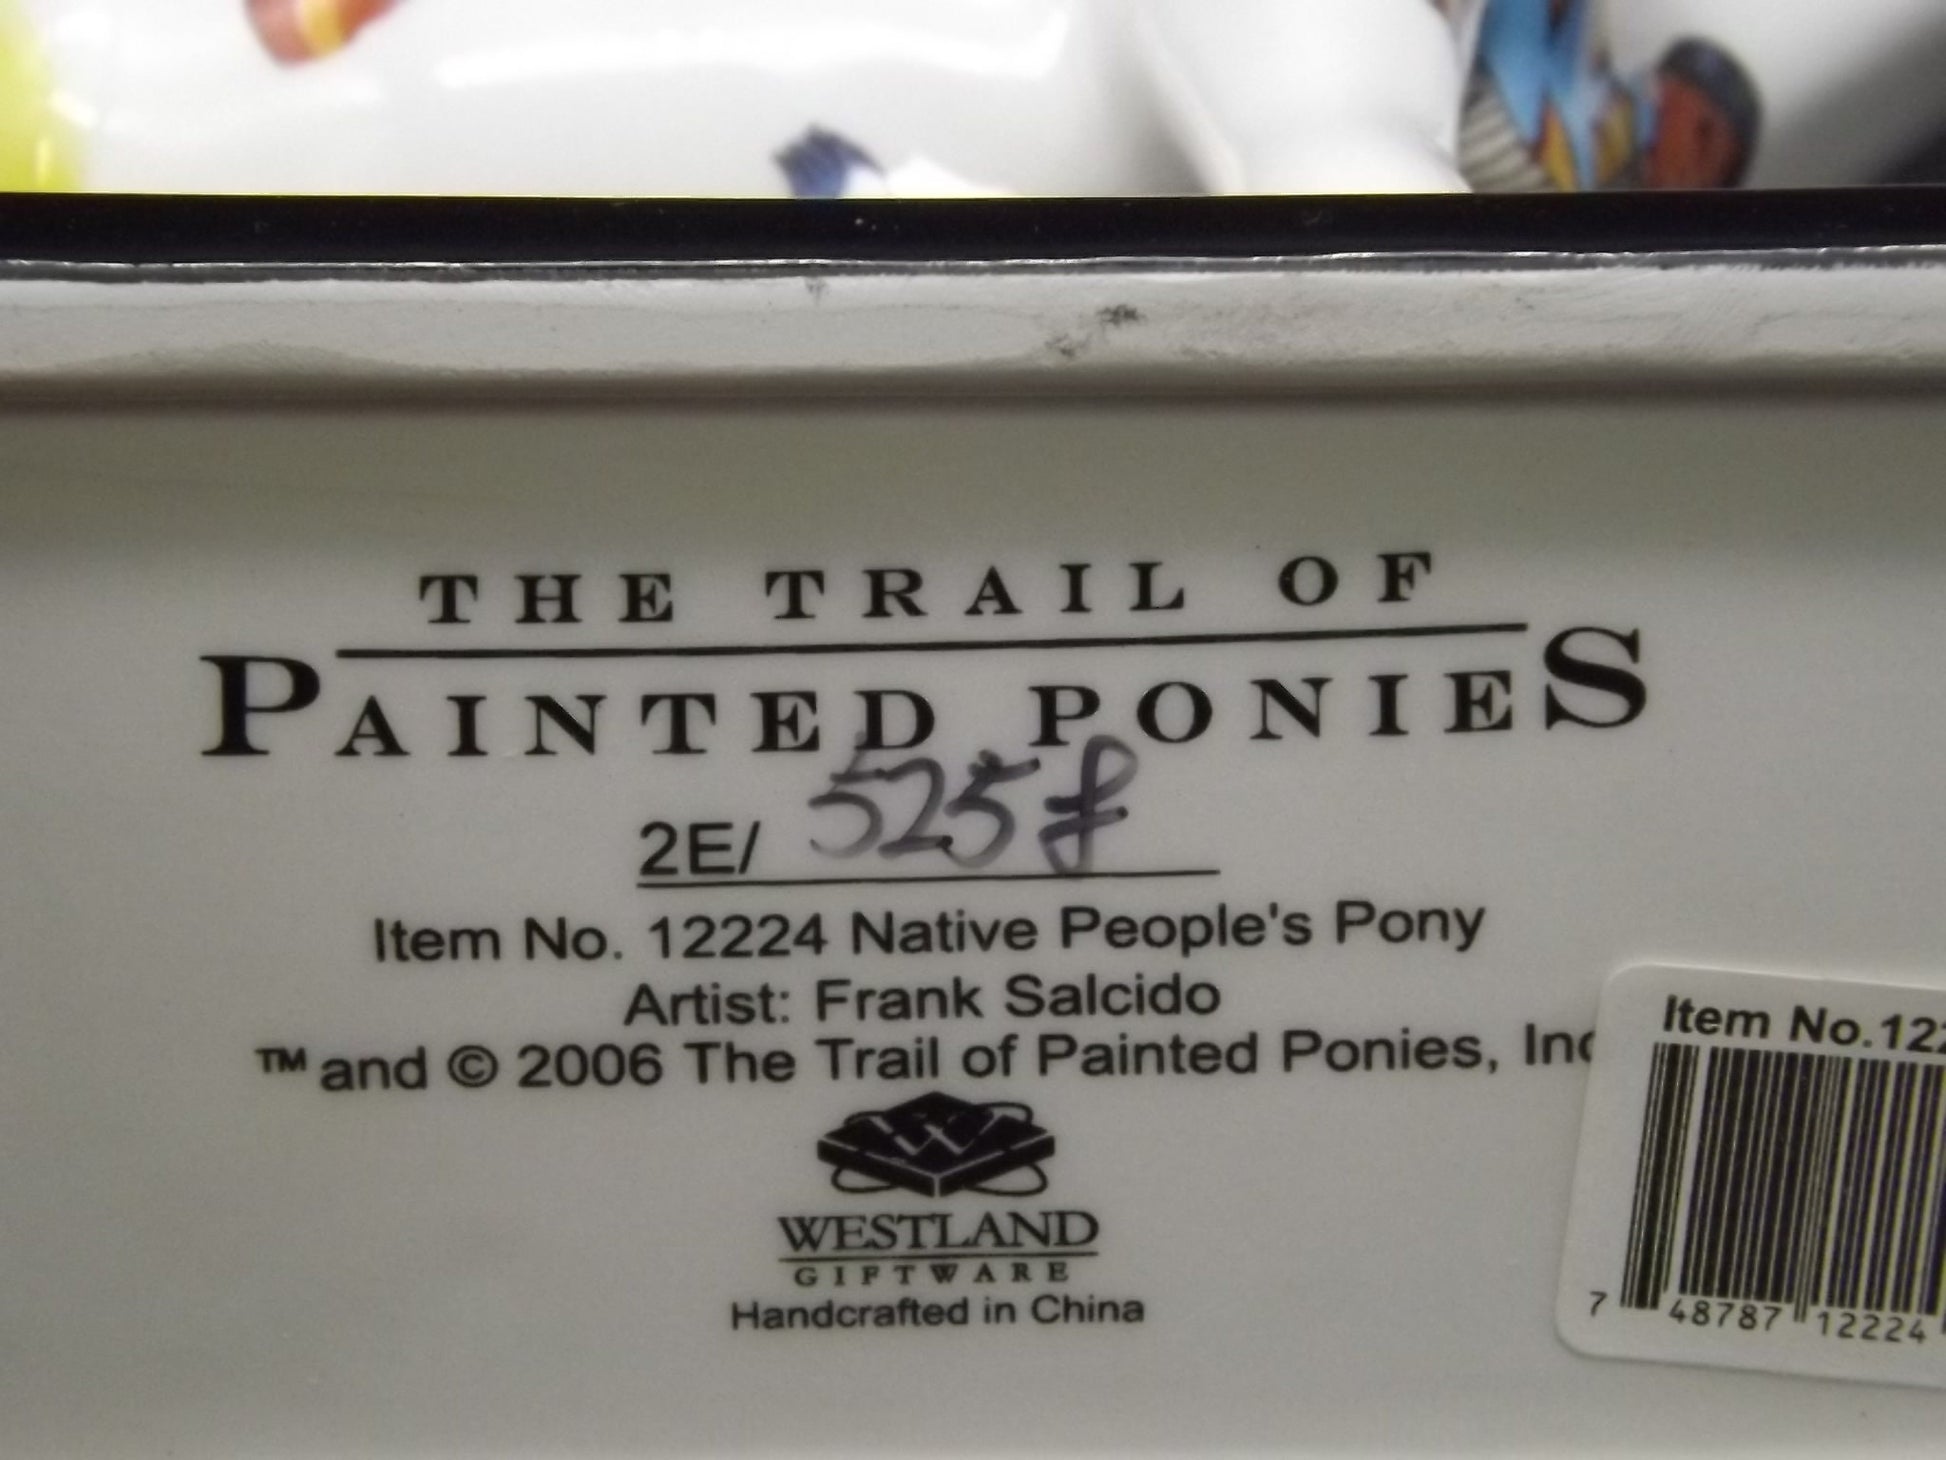 THE TRAIL OF
PAINTED PONIES
2E/ 525
Item No. 12224 Native People's Pony
Artist: Frank Salcido
™ and © 2006 The Trail of Painted Ponies, Inc
WESTLAND
GIFTWARE
Handcrafted in China
Item No.122
7 48787 12224